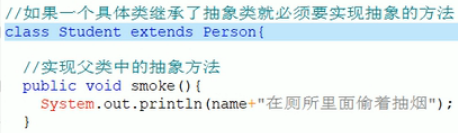 //如果一个具体类继承了抽象类就必须要实现抽象的方法
class Student extends Person{
//实现父类中的抽象方法
public void smoke(){
System.out.println(name+"在厕所里面偷着抽烟");
}